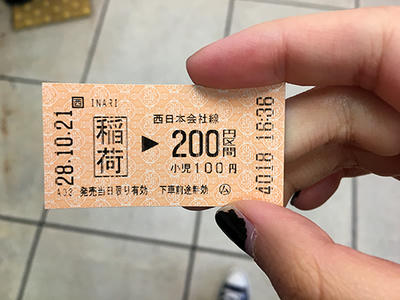 INARI
28.10.21
稲荷
西日本会社線
▶ 200円区間
小児100円
発売当日限り有効 下車前途無効
4018 16:36